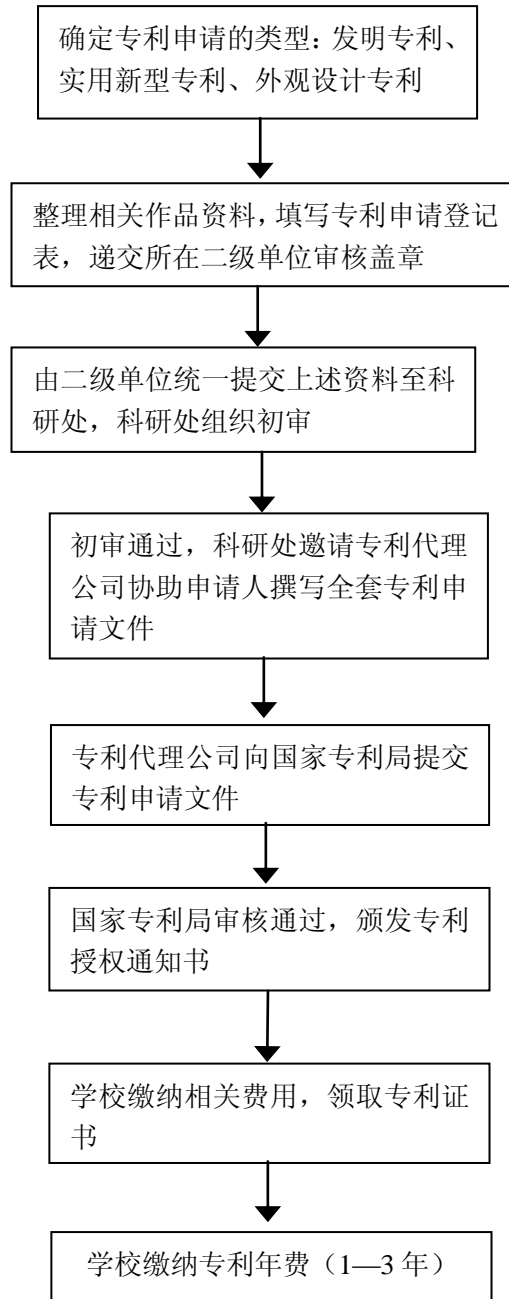 确定专利申请的类型：发明专利、
实用新型专利、外观设计专利
整理相关作品资料，填写专利申请登记
表，递交所在二级单位审核盖章
由二级单位统一提交上述资料至科
研处，科研处组织初审
初审通过，科研处邀请专利代理
公司协助申请人撰写全套专利申
请文件
专利代理公司向国家专利局提交
专利申请文件
国家专利局审核通过，颁发专利
授权通知书
学校缴纳相关费用，领取专利证
书
学校缴纳专利年费（1—3 年）